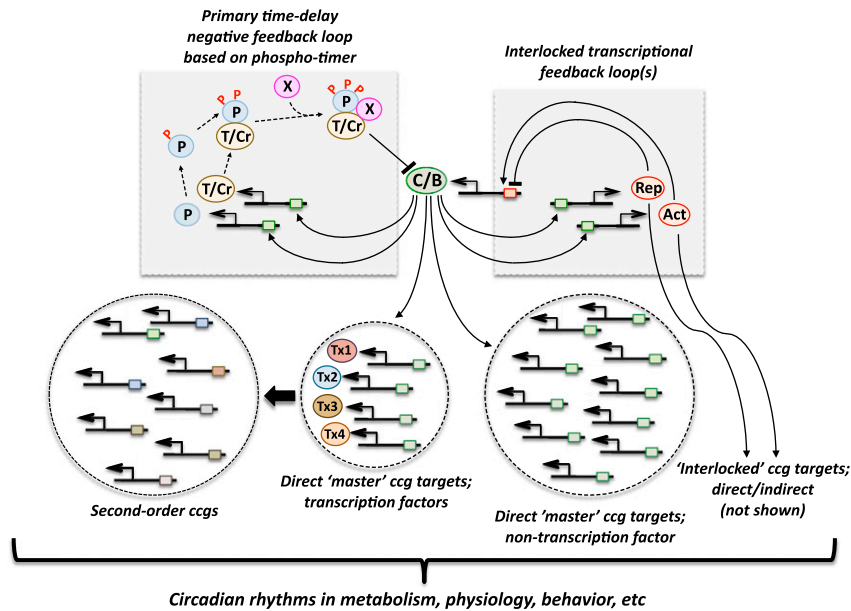 Primary time-delay
negative feedback loop
based on phospho-timer
Interlocked transcriptional
feedback loop(s)
X
P
P
P
P
P
P
X
P
P
T/Cr
T/Cr
P
P
T/Cr
C/B
Rep
Act
P
Tx1
Tx2
Tx3
Tx4
Second-order ccgs
Direct ‘master’ ccg targets;
transcription factors
Direct ’master’ ccg targets;
non-transcription factor
‘Interlocked’ ccg targets;
direct/indirect
(not shown)
Circadian rhythms in metabolism, physiology, behavior, etc